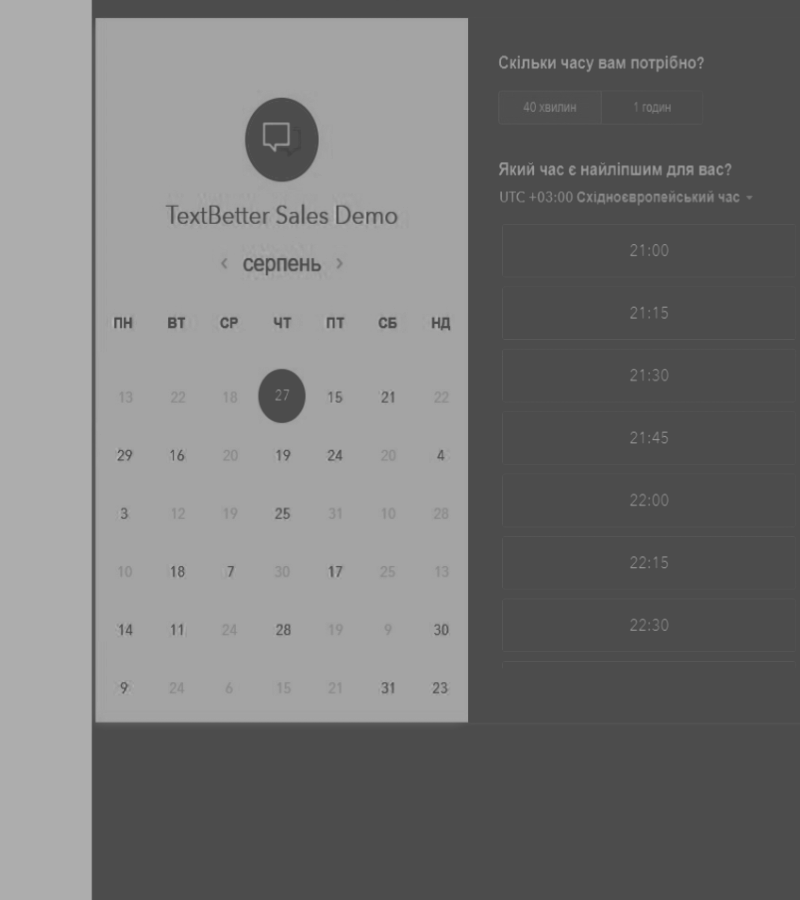 TextBetter Sales Demo
‹ серпень ›
ПН ВТ СР ЧТ ПТ СБ НД
13 22 18 27 15 21 22
29 16 20 19 24 20 4
3 12 19 25 31 10 28
10 18 7 30 17 25 13
14 11 24 28 19 9 30
9 24 6 15 21 31 23
Скільки часу вам потрібно?
40 хвилин 1 годин
Який час є найліпшим для вас?
UTC +03:00 Східноєвропейський час
21:00
21:15
21:30
21:45
22:00
22:15
22:30